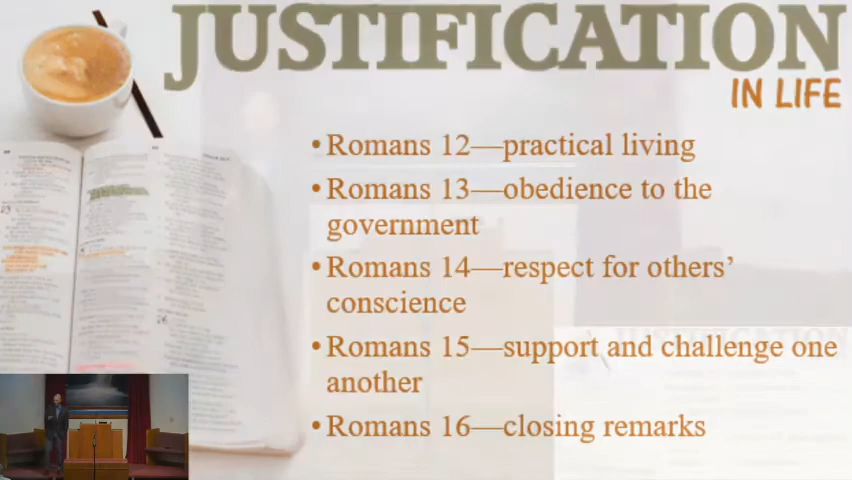 JUSTIFICATION
IN LIFE
• Romans 12—practical living
• Romans 13—obedience to the
government
• Romans 14—respect for others’
conscience
• Romans 15—support and challenge one
another
• Romans 16—closing remarks